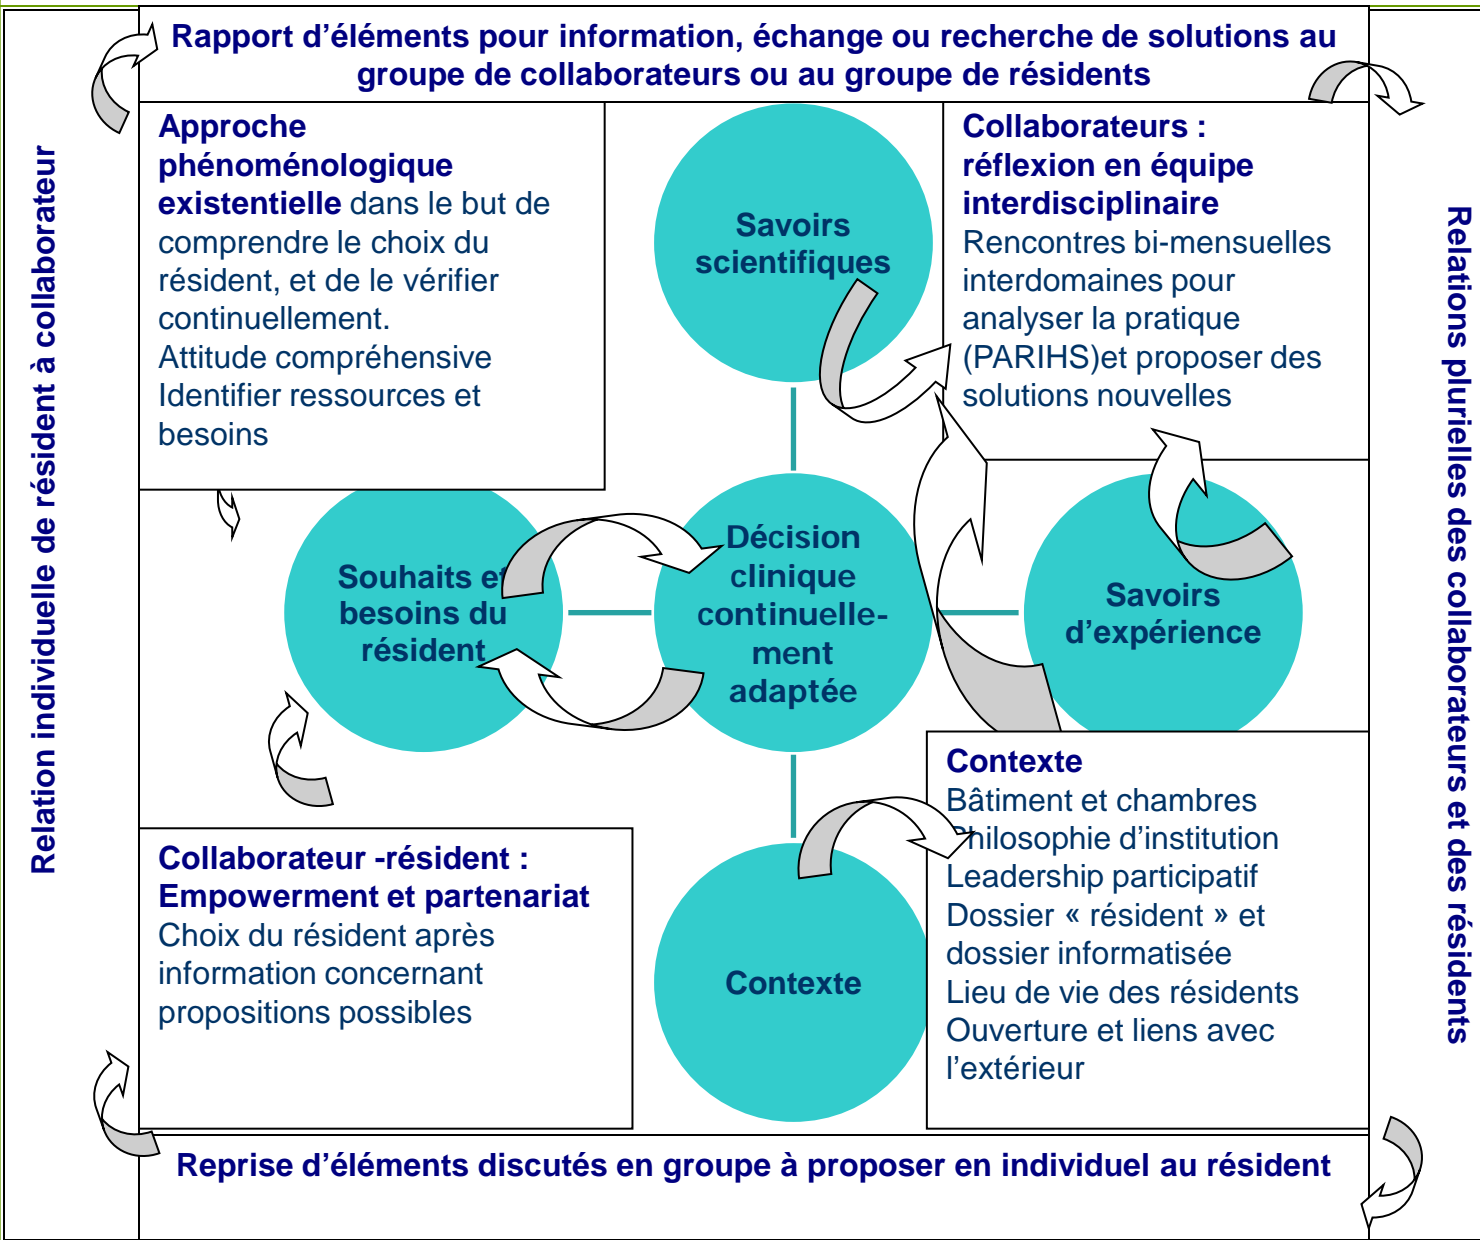 Rapport d’éléments pour information, échange ou recherche de solutions au
groupe de collaborateurs ou au groupe de résidents
Relation individuelle de résident à collaborateur
Approche
phénoménologique
existentielle dans le but de
comprendre le choix du
résident, et de le vérifier
continuellement.
Attitude compréhensive
Identifier ressources et
besoins
Savoirs
scientifiques
Collaborateurs :
réflexion en équipe
interdisciplinaire
Rencontres bi-mensuelles
interdomaines pour
analyser la pratique
(PARIHS)et proposer des
solutions nouvelles
Relations plurielles des collaborateurs et des résidents
Souhaits et
besoins du
résident
Décision
clinique
continuelle-
ment
adaptée
Savoirs
d’expérience
Collaborateur -résident :
Empowerment et partenariat
Choix du résident après
information concernant
propositions possibles
Contexte
Contexte
Bâtiment et chambres
Philosophie d’institution
Leadership participatif
Dossier « résident » et
dossier informatisée
Lieu de vie des résidents
Ouverture et liens avec
l’extérieur
Reprise d’éléments discutés en groupe à proposer en individuel au résident